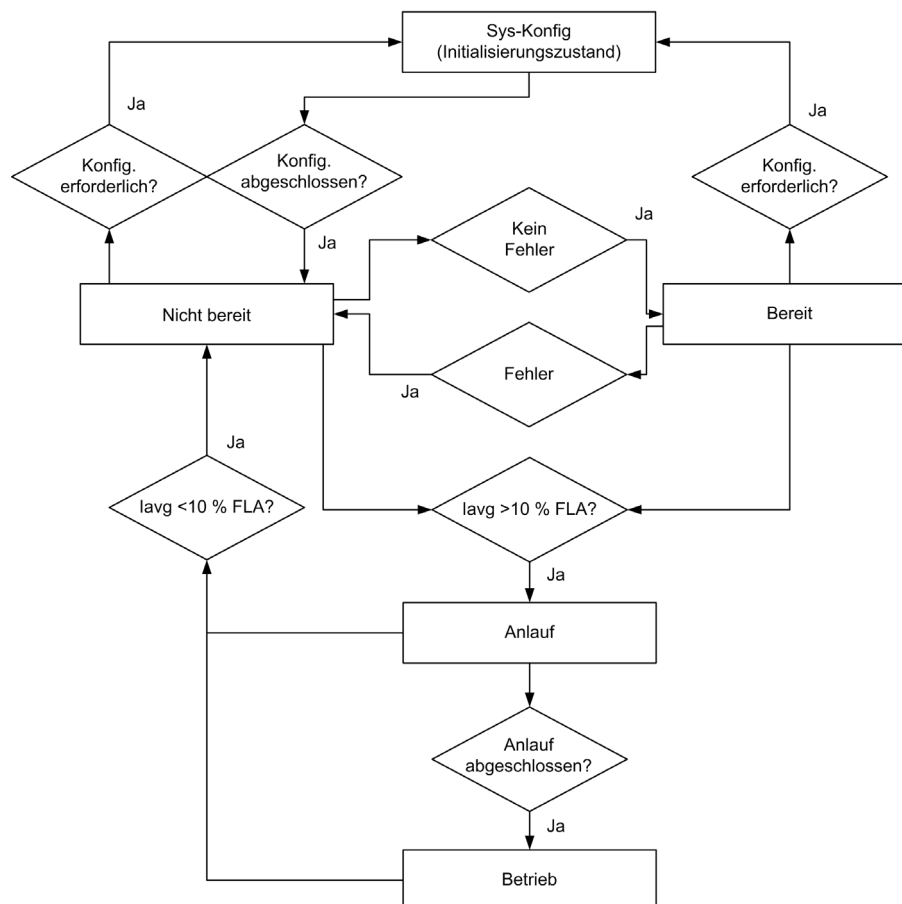 Sys-Konfig
(Initialisierungszustand)
Ja
Ja
Konfig.
erforderlich?
Konfig.
abgeschlossen?
Konfig.
erforderlich?
Ja
Kein
Fehler
Ja
Nicht bereit
Bereit
Fehler
Ja
Ja
Iavg <10 % FLA?
Iavg >10 % FLA?
Ja
Anlauf
Anlauf
abgeschlossen?
Ja
Betrieb